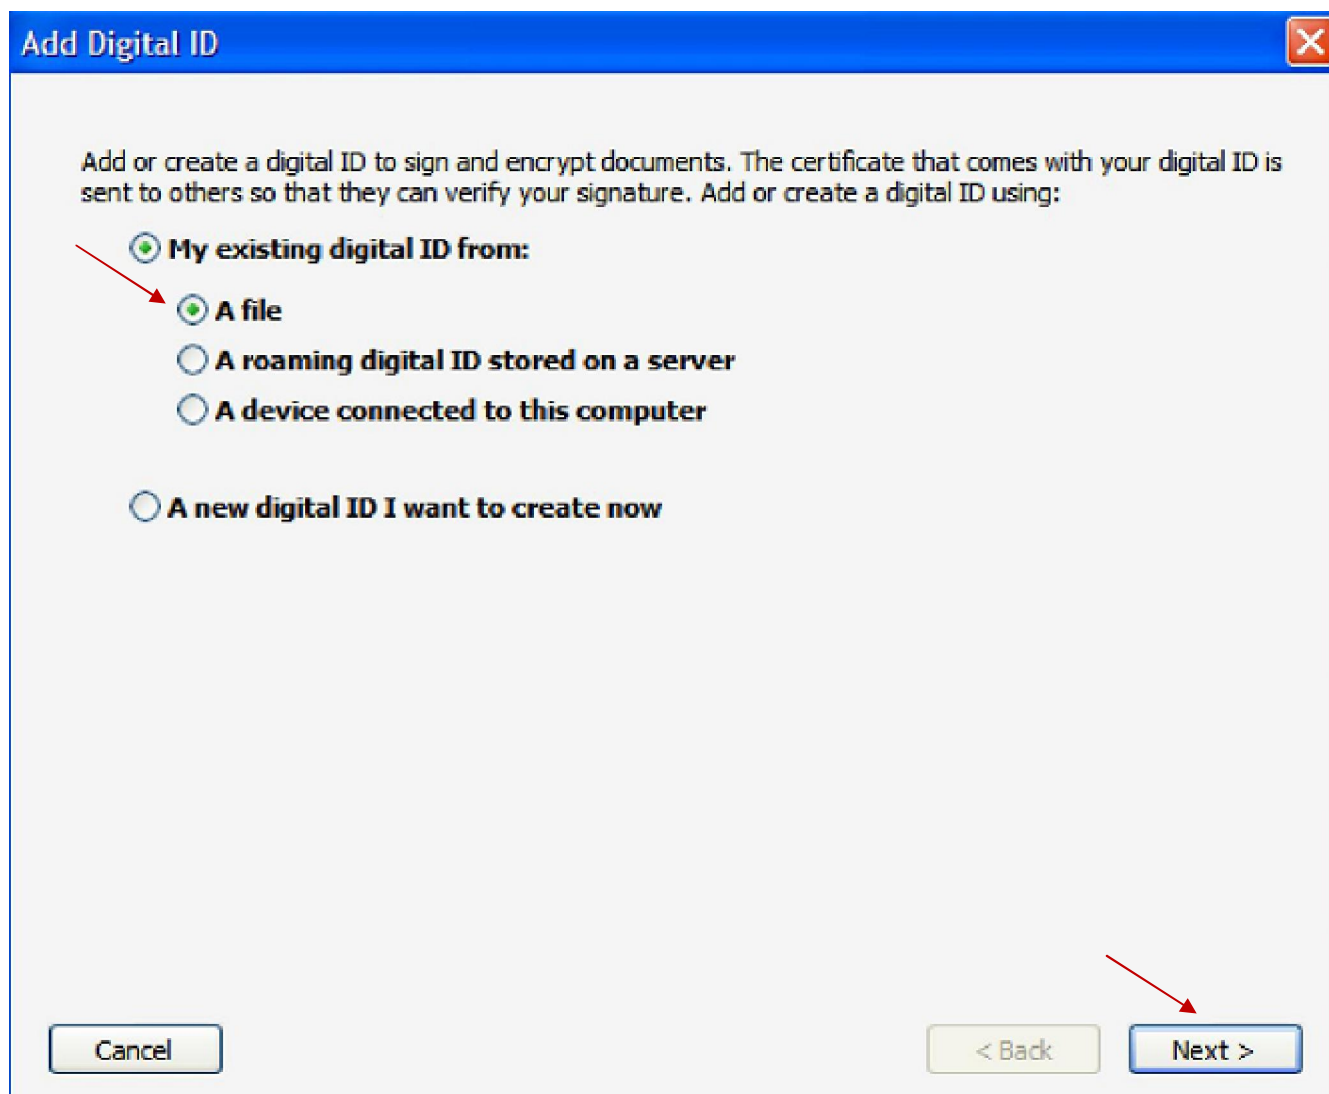 Add Digital ID
Add or create a digital ID to sign and encrypt documents. The certificate that comes with your digital ID is
sent to others so that they can verify your signature. Add or create a digital ID using:
My existing digital ID from:
A file
A roaming digital ID stored on a server
A device connected to this computer
A new digital ID I want to create now
Cancel
< Back
Next >